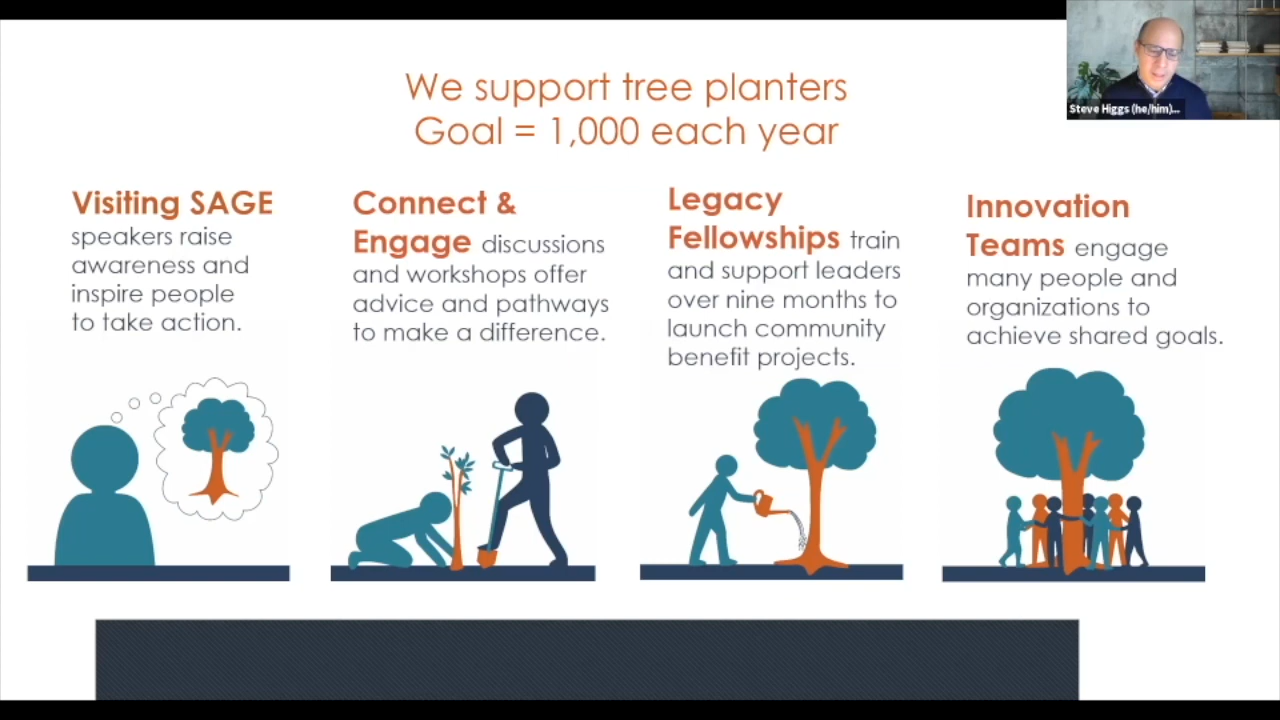 We support tree planters
Goal = 1,000 each year
Steve Higgs (he/him)...
Visiting SAGE
speakers raise
awareness and
inspire people
to take action.
Connect &
Engage discussions
and workshops offer
advice and pathways
to make a difference.
Legacy
Fellowships train
and support leaders
over nine months to
launch community
benefit projects.
Innovation
Teams engage
many people and
organizations to
achieve shared goals.